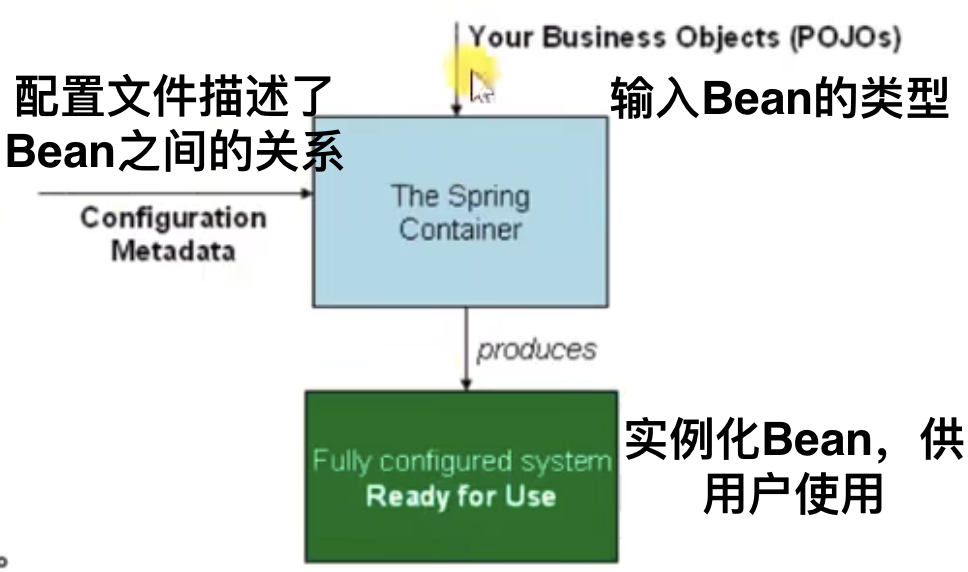 Your Business Objects (POJOs)
配置文件描述了
Bean之间的关系
输入Bean的类型
The Spring
Container
Configuration
Metadata
produces
Fully configured system
Ready for Use
实例化Bean，供
用户使用
。